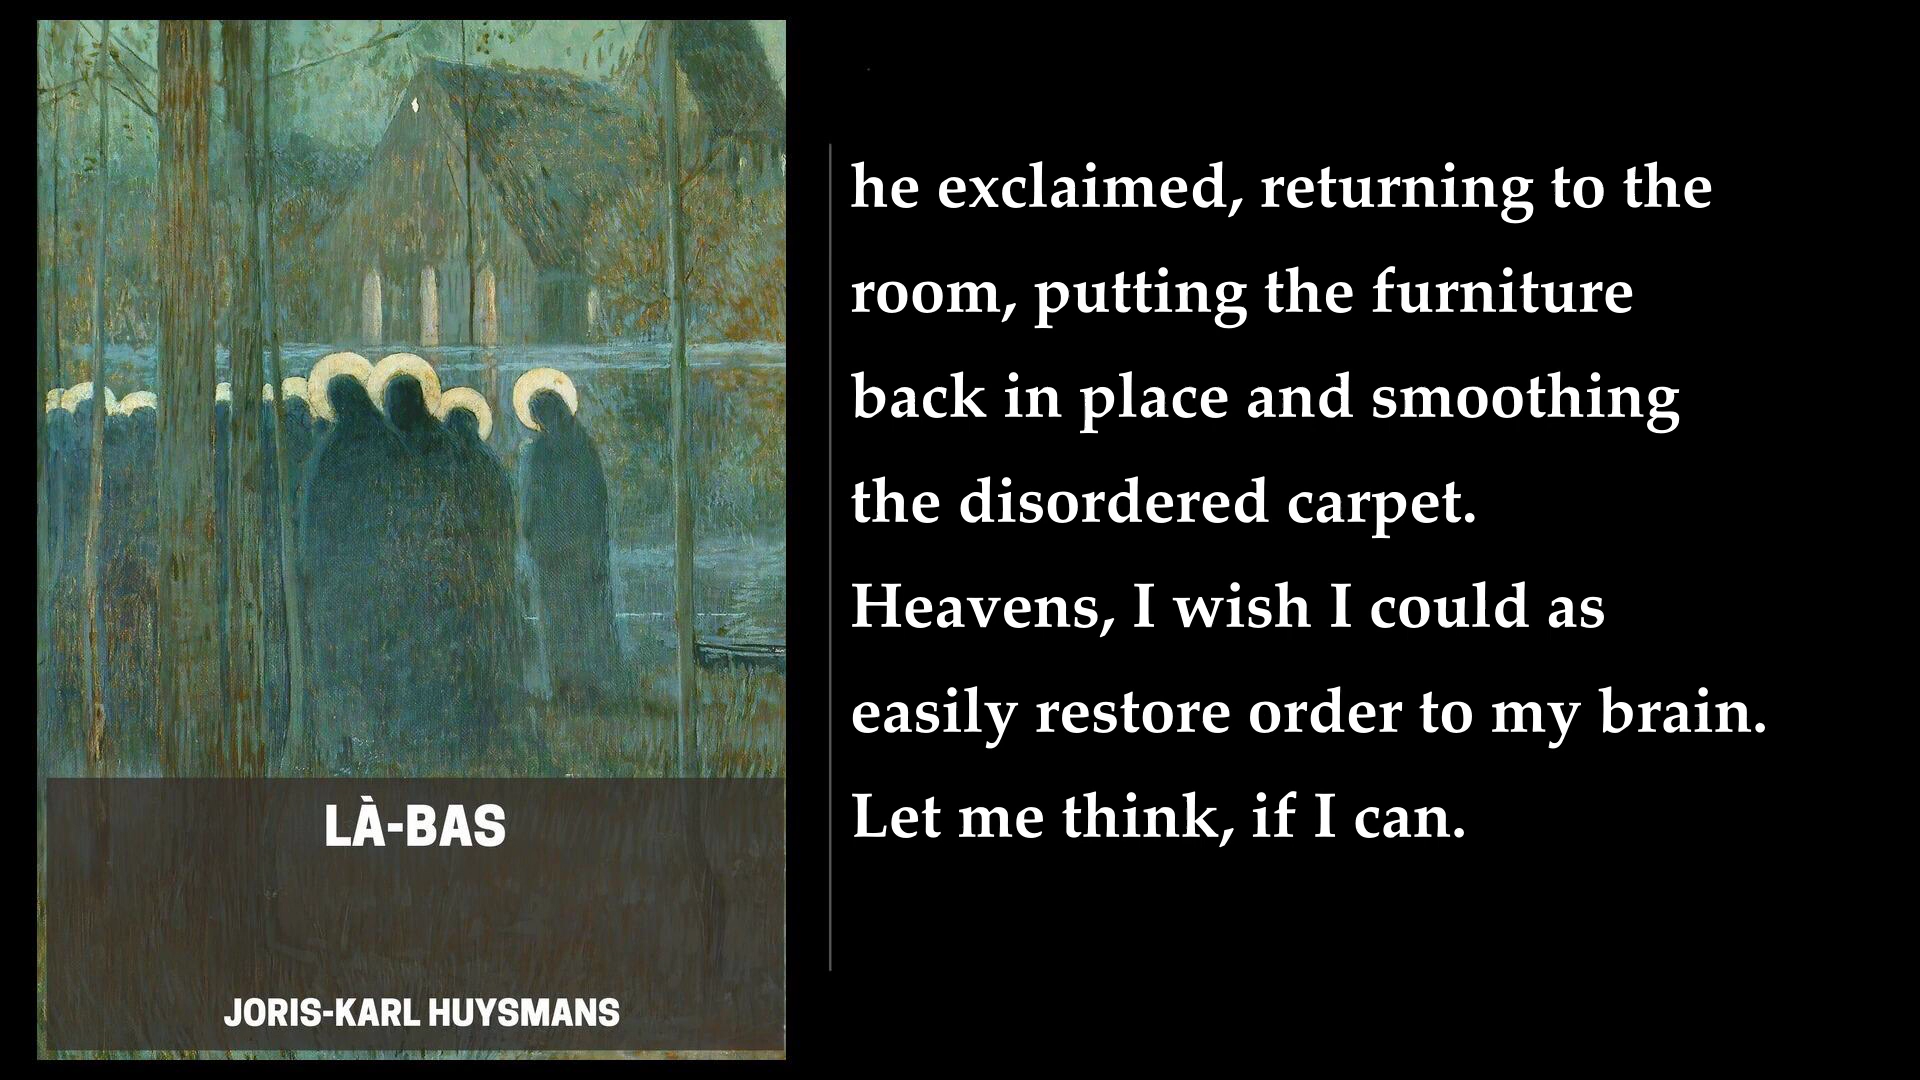 LÀ-BAS
JORIS-KARL HUYSMANS
he exclaimed, returning to the
room, putting the furniture
back in place and smoothing
the disordered carpet.
Heavens, I wish I could as
easily restore order to my brain.
Let me think, if I can.